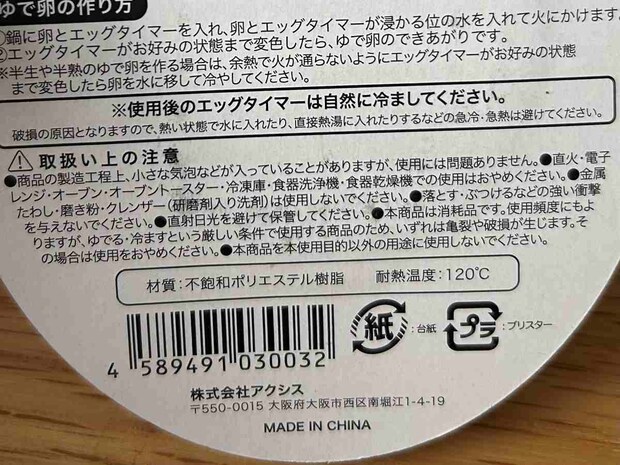 ゆで卵の作り方
①鍋に卵とエッグタイマーを入れ、卵とエッグタイマーが浸かる位の水を入れて火にかけます。
②エッグタイマーがお好みの状態まで変色したら、ゆで卵のできあがりです。
※半生や半熟のゆで卵を作る場合は、余熱で火が通らないようにエッグタイマーがお好みの状態
まで変色したら卵を水に移して冷やしてください。
※使用後のエッグタイマーは自然に冷ましてください。
破損の原因となりますので、熱い状態で水に入れたり、直接熱湯に入れたりするなどの急冷・急熱は避けてください。
取扱い上の注意
●商品の製造工程上、小さな気泡などが入っていることがありますが、使用には問題ありません。●直火・電子
レンジ・オーブン・オーブントースター・冷凍庫・食器洗浄機・食器乾燥機での使用はおやめください。●金属
たわし・磨き粉・クレンザー(研磨剤入り洗剤)は使用しないでください。●落とす・ぶつけるなどの強い衝撃
を与えないでください。●直射日光を避けて保管してください。●本商品は消耗品です。使用頻度にもよ
りますが、ゆでる・冷ますという厳しい条件で使用する商品のため、いずれは亀裂や破損が生じます。そ
の場合は使用をおやめください。●本商品を本使用目的以外の用途に使用しないでください。
材質:不飽和ポリエステル樹脂 耐熱温度:120℃
紙:台紙 プラ:ブリスター
4 589491 030032
株式会社アクシス
〒550-0015 大阪府大阪市西区南堀江1-4-19
MADE IN CHINA